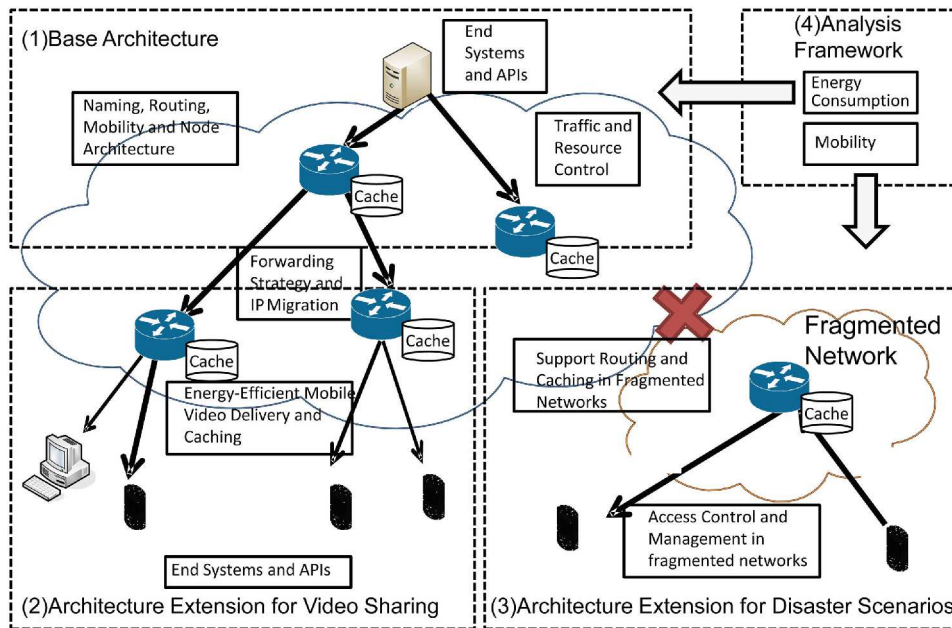 (1)Base Architecture
End
Systems
and APIs
(4)Analysis
Framework
Energy
Consumption
Mobility
Naming, Routing,
Mobility and Node
Architecture
Traffic and
Resource
Control
Cache
Cache
Forwarding
Strategy and
IP Migration
Cache
Cache
Energy-Efficient Mobile
Video Delivery and
Caching
End Systems and APIs
(2)Architecture Extension for Video Sharing
Fragmented
Network
Support Routing and
Caching in Fragmented
Networks
Cache
Access Control and
Management in
fragmented networks
(3)Architecture Extension for Disaster Scenarios